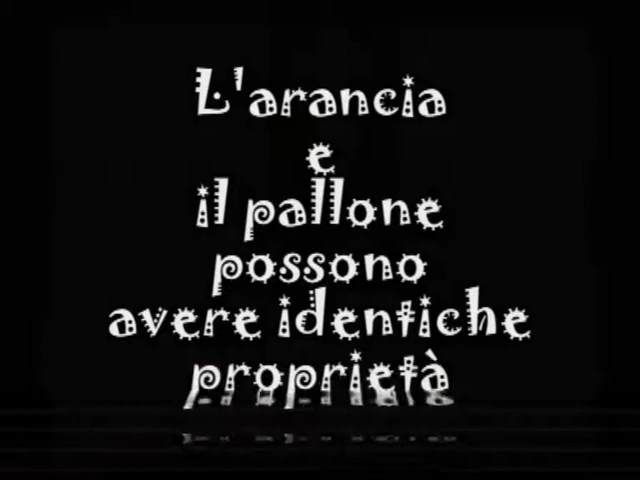 L'arancia
e
il pallone
possono
avere identiche
proprietà